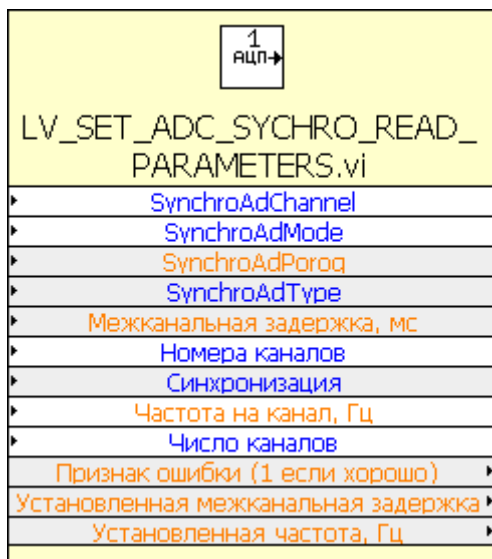 1
АЦП
LV_SET_ADC_SYCHRO_READ_
PARAMETERS.vi
SynchroAdChannel
SynchroAdMode
SynchroAdPorog
SynchroAdType
Межканальная задержка, мс
Номера каналов
Синхронизация
Частота на канал, Гц
Число каналов
Признак ошибки (1 если хорошо)
Установленная межканальная задержка
Установленная частота, Гц